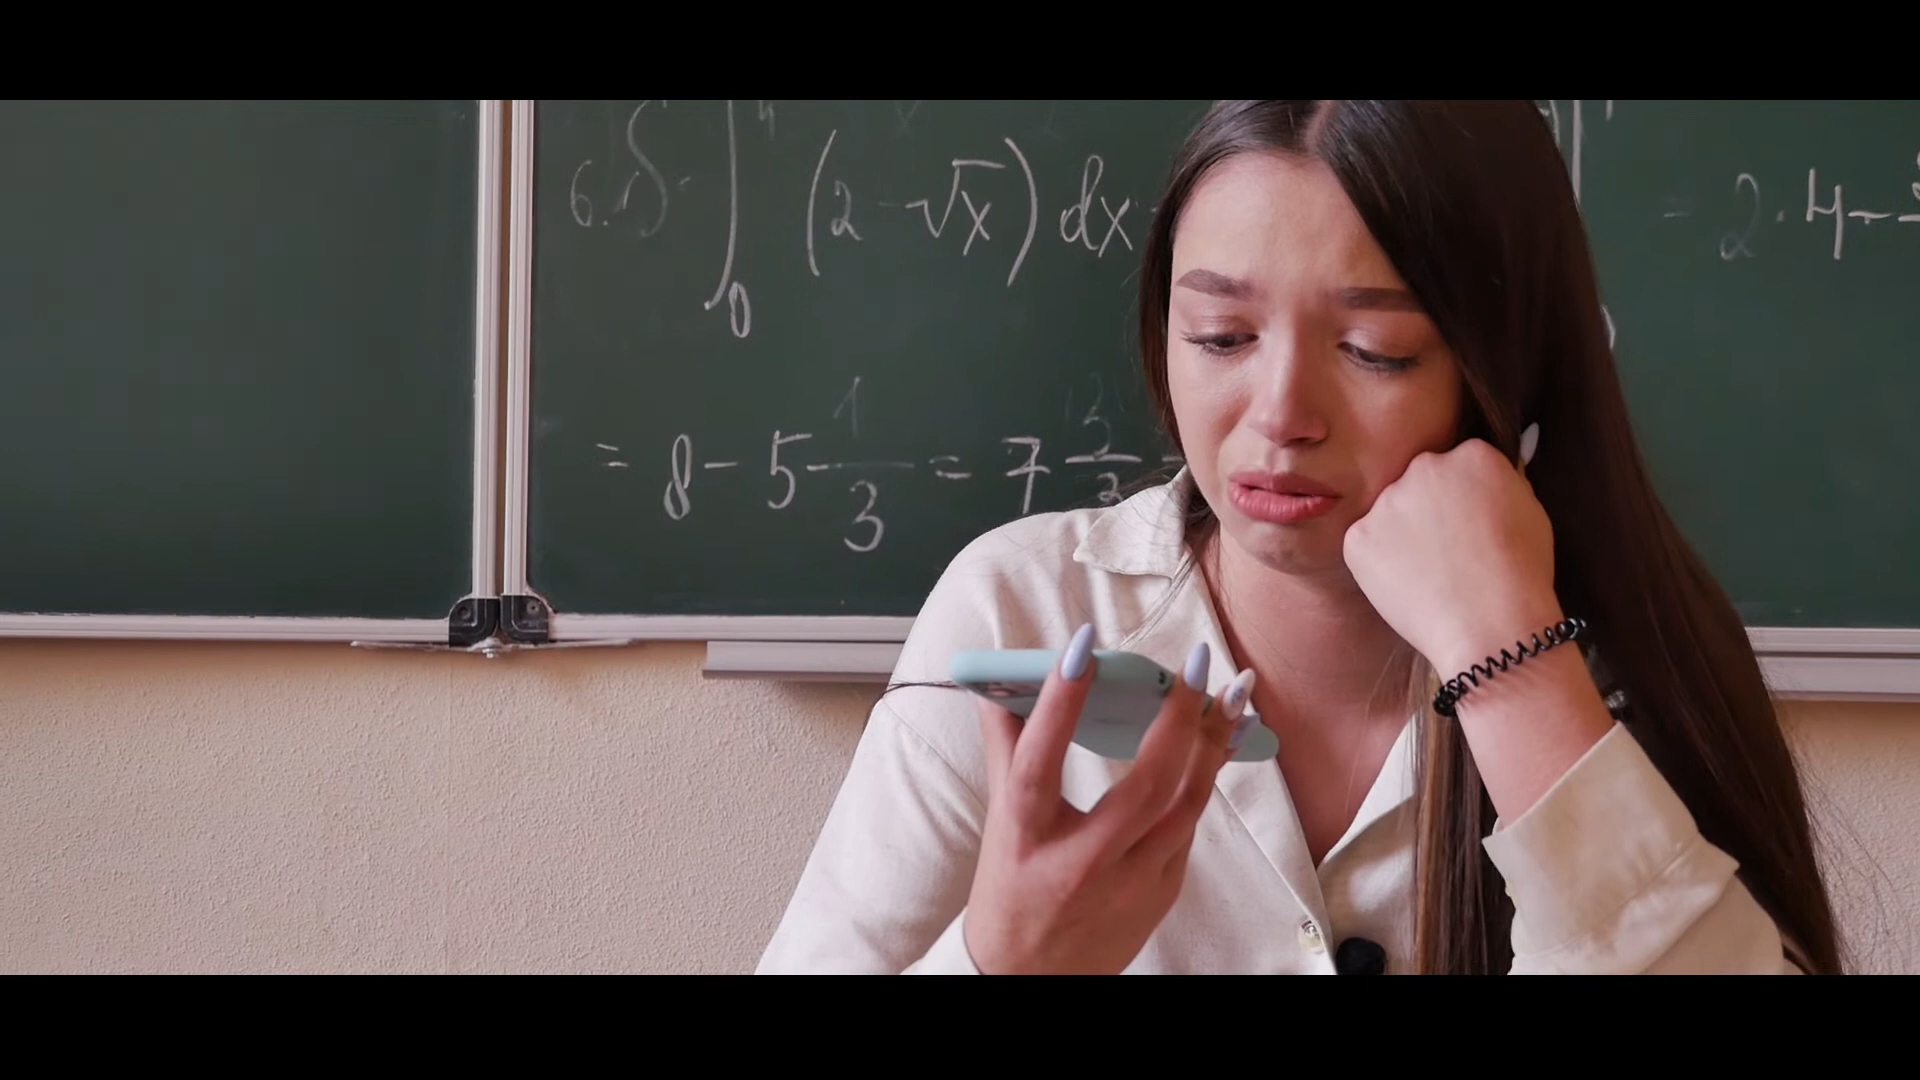 6. S = ∫₀⁴ (2 - √x) dx = 2·4 -
= 8 - 5 - 1/3 = 7 2/3